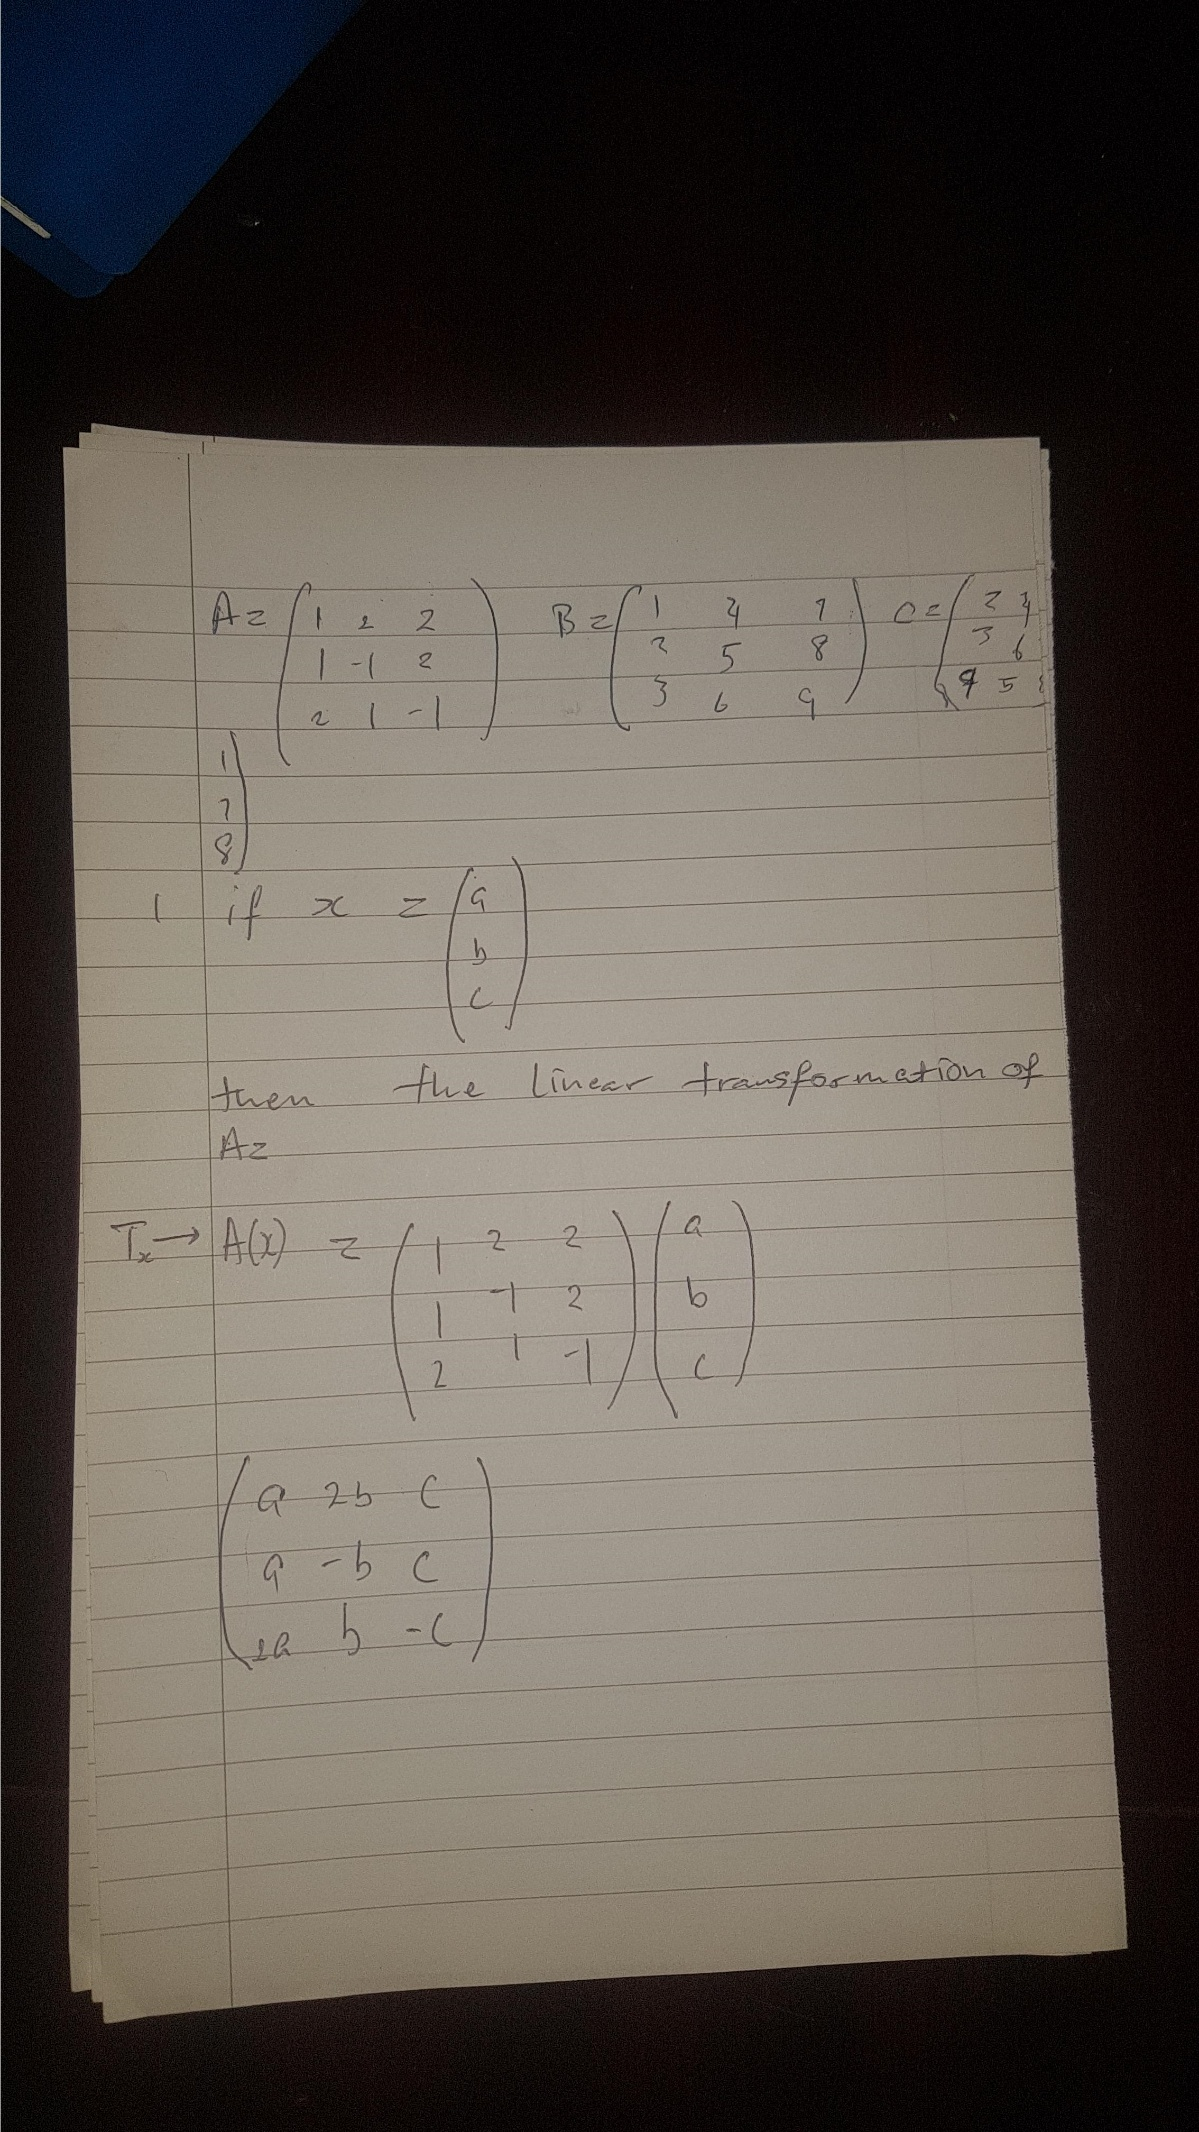 A = ( 1 2 2 ) B = ( 1 4 7 ) C = ( 2 3
1 -1 2 2 5 8 3 6
2 1 -1 3 6 9 9 5
1 )
7
8
1 if x = ( a
b
c )
then the linear transformation of
A =
Tx → A(x) = ( 1 2 2 ) ( a )
1 -1 2 b
2 1 -1 c
( a 2b c )
a -b c
2a b -c